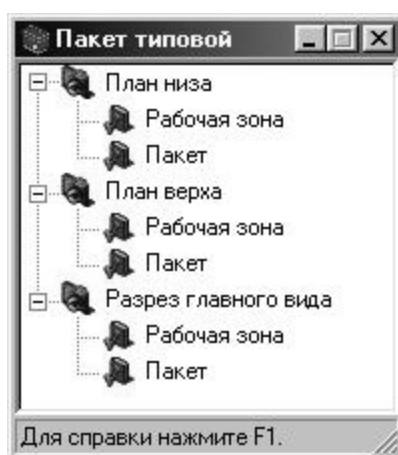 Пакет типовой
План низа
Рабочая зона
Пакет
План верха
Рабочая зона
Пакет
Разрез главного вида
Рабочая зона
Пакет
Для справки нажмите F1.